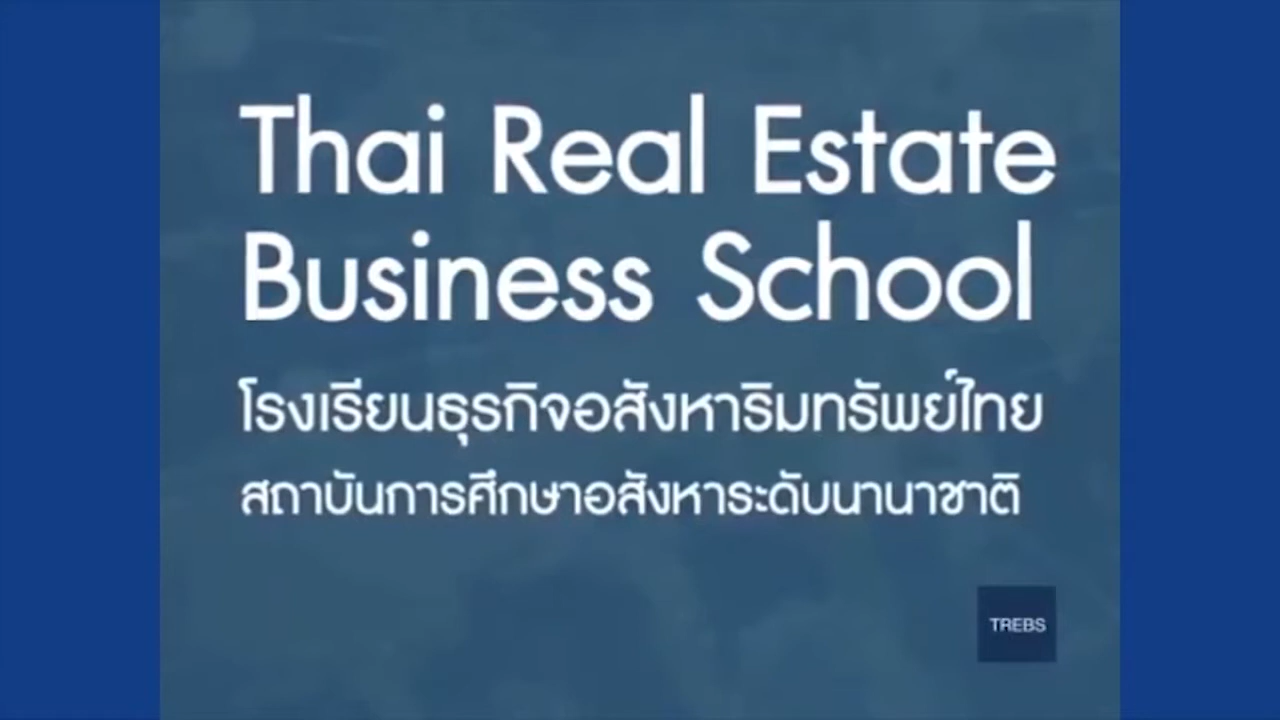 Thai Real Estate
Business School
โรงเรียนธุรกิจอสังหาริมทรัพย์ไทย
สถาบันการศึกษาอสังหาระดับนานาชาติ
TREBS